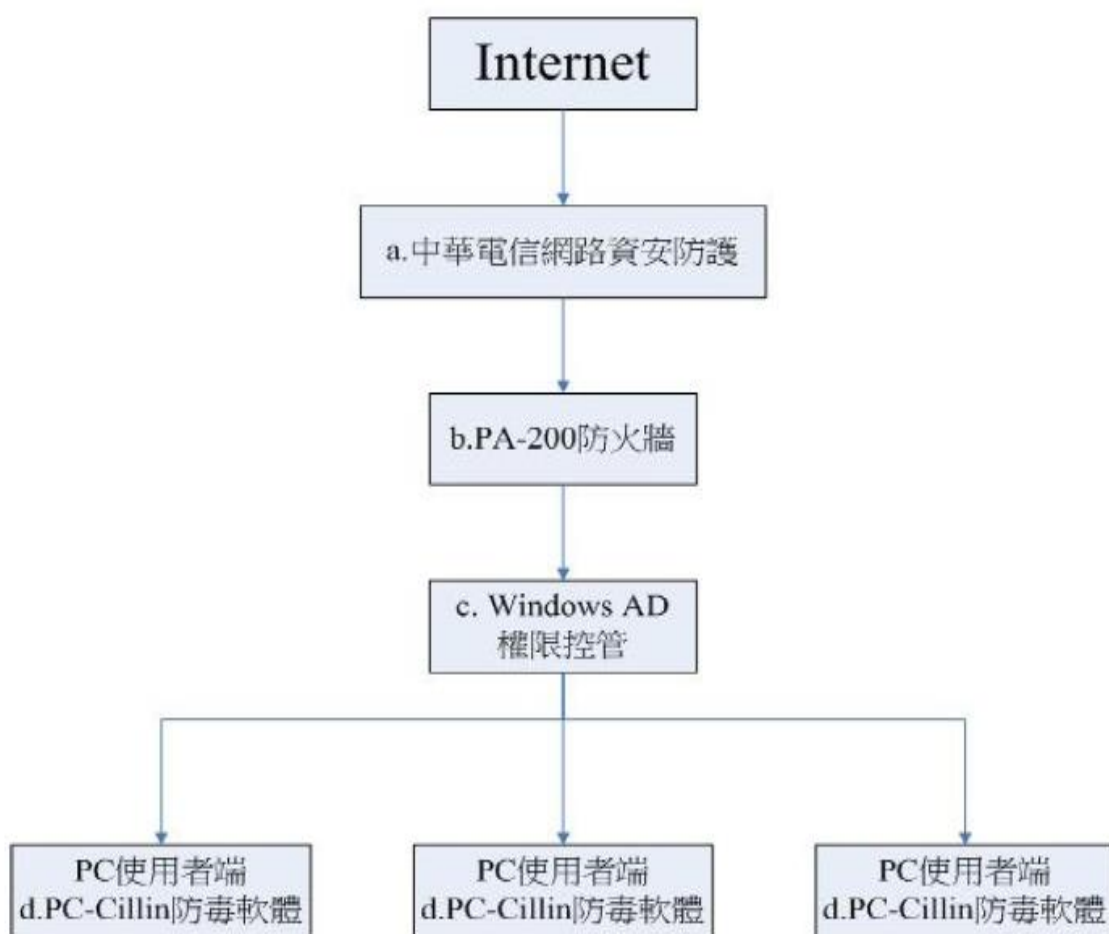 Internet
a.中華電信網路資安防護
b.PA-200防火牆
c. Windows AD
權限控管
PC使用者端
d.PC-Cillin防毒軟體
PC使用者端
d.PC-Cillin防毒軟體
PC使用者端
d.PC-Cillin防毒軟體